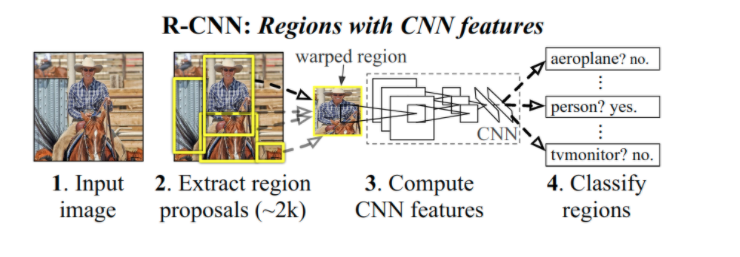 R-CNN: Regions with CNN features
warped region
aeroplane? no.
person? yes.
CNN
tvmonitor? no.
1. Input
image
2. Extract region
proposals (~2k)
3. Compute
CNN features
4. Classify
regions